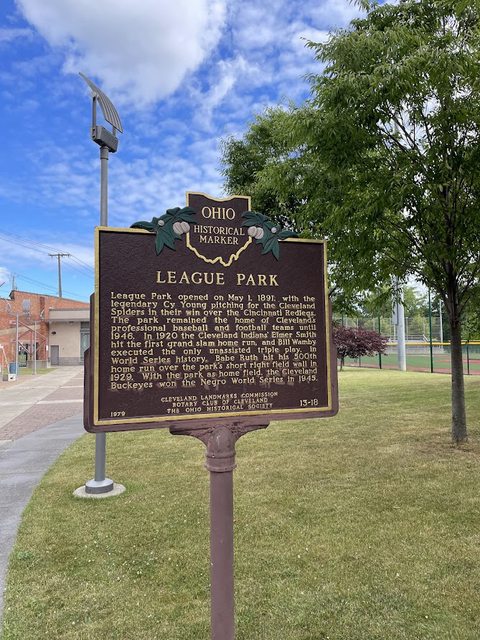 OHIO
HISTORICAL
MARKER
LEAGUE PARK
League Park opened on May 1, 1891, with the
legendary Cy Young pitching for the Cleveland
Spiders in their win over the Cincinnati Redlegs.
The park remained the home of Cleveland's
professional baseball and football teams until
1946. In 1920 the Cleveland Indians' Elmer Smith
hit the first grand slam home run, and Bill Wamby
executed the only unassisted triple play, in
World Series history. Babe Ruth hit his 500th
home run over the park's short right field wall in
1929. With the park as home field, the Cleveland
Buckeyes won the Negro World Series in 1945.
CLEVELAND LANDMARKS COMMISSION
ROTARY CLUB OF CLEVELAND
1979 THE OHIO HISTORICAL SOCIETY 13-18